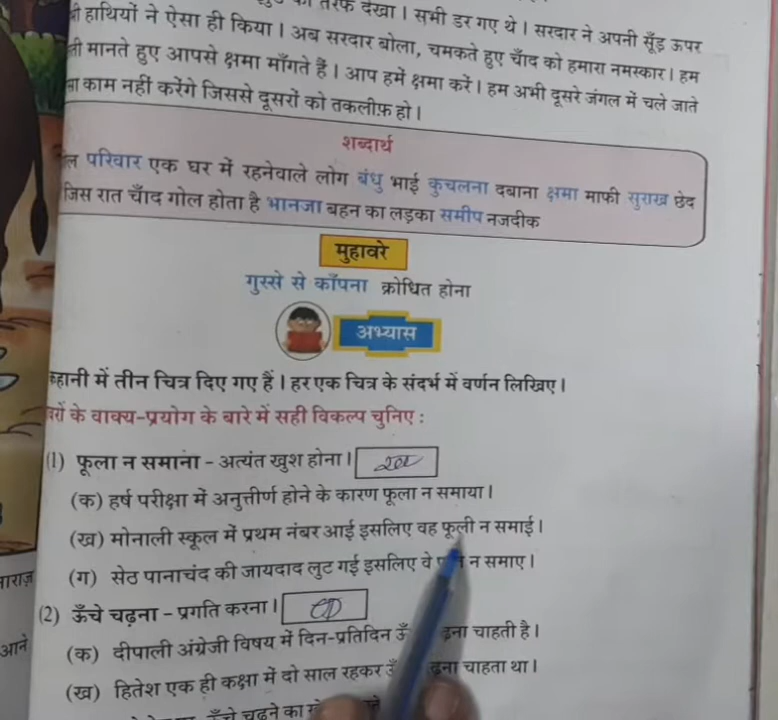 तरफ देखा। सभी डर गए थे। सरदार ने अपनी सूँड़ ऊपर
हाथियों ने ऐसा ही किया। अब सरदार बोला, चमकते हुए चाँद को हमारा नमस्कार। हम
मानते हुए आपसे क्षमा माँगते हैं। आप हमें क्षमा करें। हम अभी दूसरे जंगल में चले जाते
काम नहीं करेंगे जिससे दूसरों को तकलीफ़ हो।
शब्दार्थ
परिवार एक घर में रहनेवाले लोग बंधु भाई कुचलना दबाना क्षमा माफी सुराख छेद
जिस रात चाँद गोल होता है भानजा बहन का लड़का समीप नजदीक
मुहावरे
गुस्से से काँपना क्रोधित होना
अभ्यास
कहानी में तीन चित्र दिए गए हैं। हर एक चित्र के संदर्भ में वर्णन लिखिए।
के वाक्य-प्रयोग के बारे में सही विकल्प चुनिए :
(1) फूला न समाना - अत्यंत खुश होना।
(क) हर्ष परीक्षा में अनुत्तीर्ण होने के कारण फूला न समाया।
(ख) मोनाली स्कूल में प्रथम नंबर आई इसलिए वह फूली न समाई।
(ग) सेठ पानाचंद की जायदाद लुट गई इसलिए वे न समाए।
(2) ऊँचे चढ़ना - प्रगति करना।
(क) दीपाली अंग्रेजी विषय में दिन-प्रतिदिन चाहती है।
(ख) हितेश एक ही कक्षा में दो साल रहकर चाहता था।
ऊँचे चढ़ने का
आने